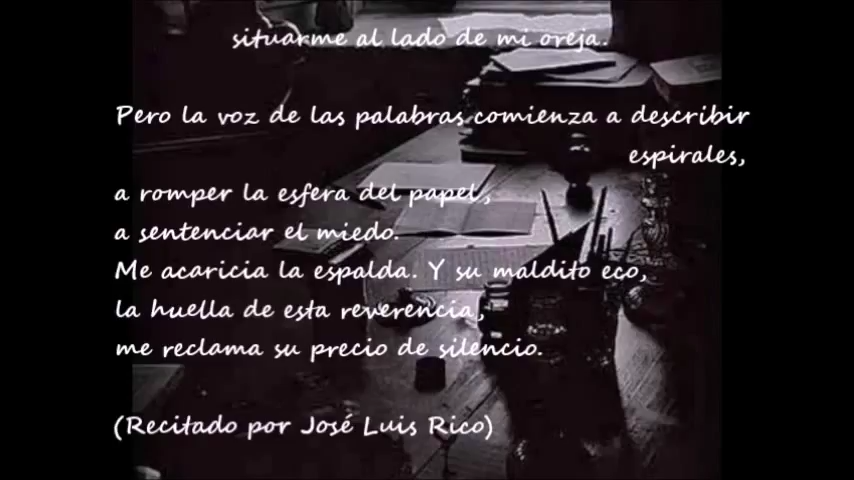 situarme al lado de mi oreja.
Pero la voz de las palabras comienza a describir
espirales,
a romper la esfera del papel,
a sentenciar el miedo.
Me acaricia la espalda. Y su maldito eco,
la huella de esta reverencia,
me reclama su precio de silencio.
(Recitado por José Luis Rico)